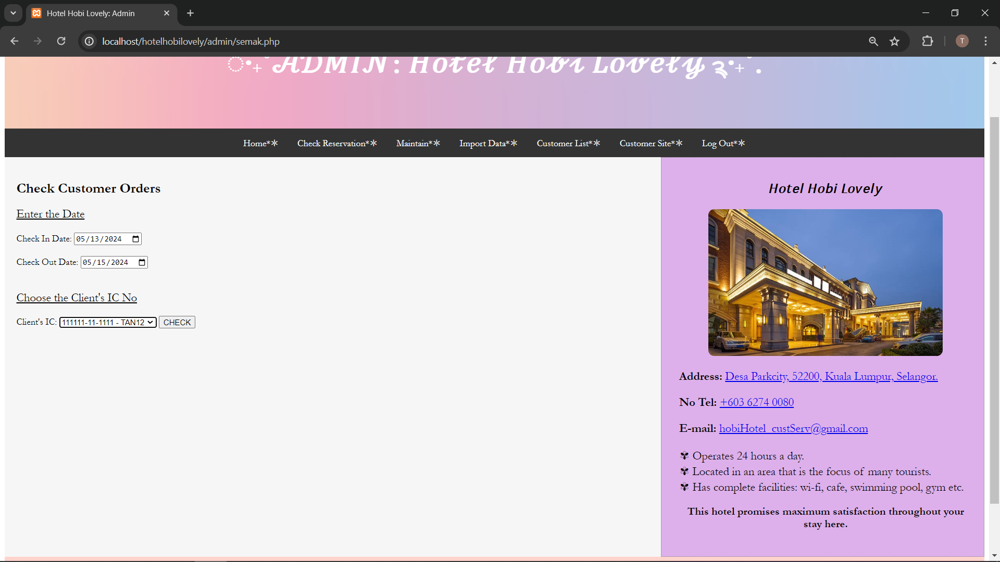 Hotel Hobi Lovely: Admin
localhost/hotelhobilovely/admin/semak.php
T
ADMIN : Hotel Hobi Lovely
Home*✲ Check Reservation*✲ Maintain*✲ Import Data*✲ Customer List*✲ Customer Site*✲ Log Out*✲
Check Customer Orders
Enter the Date
Check In Date: 05/13/2024
Check Out Date: 05/15/2024
Choose the Client's IC No
Client's IC: 111111-11-1111 - TAN12 CHECK
Hotel Hobi Lovely
Address: Desa Parkcity, 52200, Kuala Lumpur, Selangor.
No Tel: +603 6274 0080
E-mail: hobiHotel_custServ@gmail.com
✾ Operates 24 hours a day.
✾ Located in an area that is the focus of many tourists.
✾ Has complete facilities: wi-fi, cafe, swimming pool, gym etc.
This hotel promises maximum satisfaction throughout your
stay here.